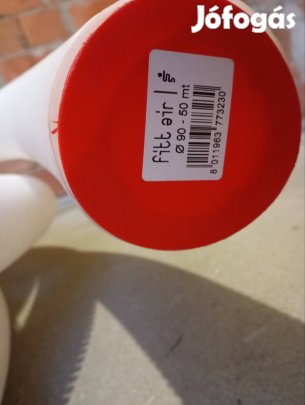 Jófogás
fitt air
Ø 90 - 50 mt
8 011963 773230